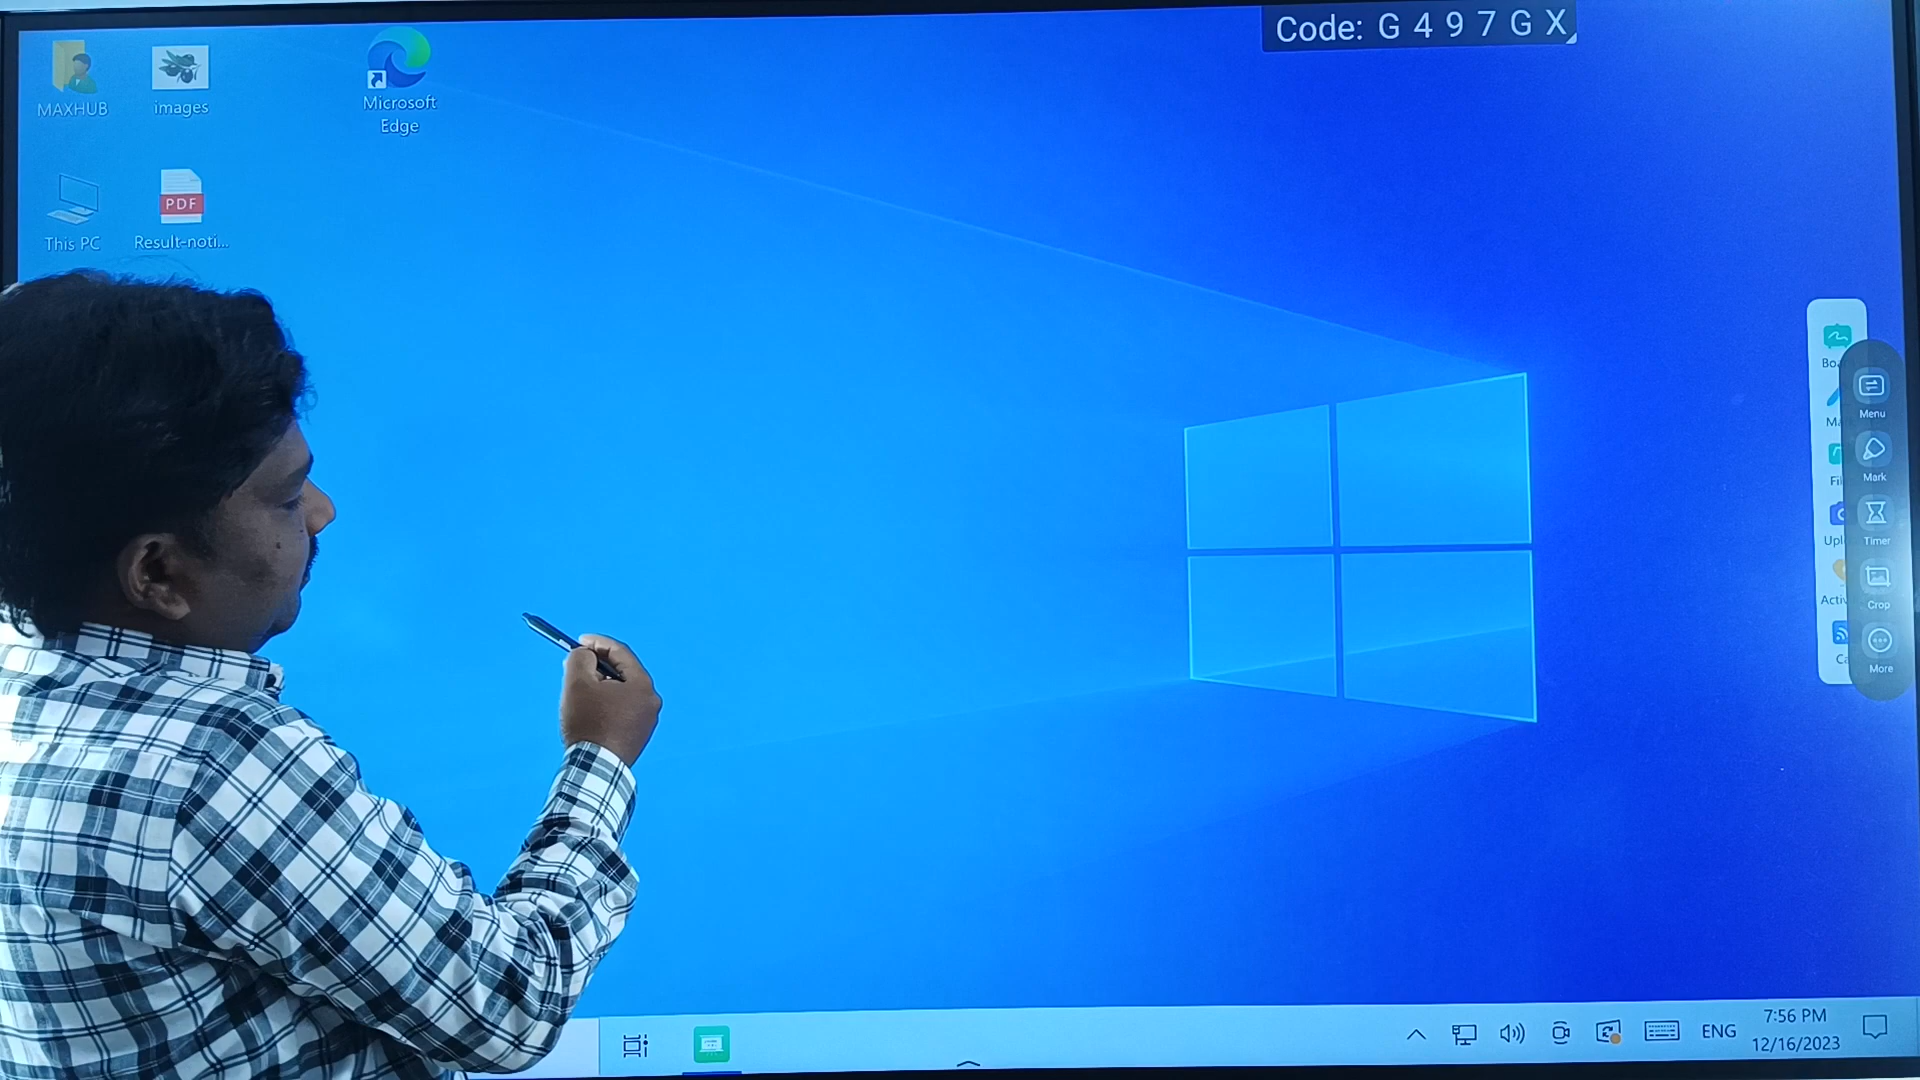 Code: G 4 9 7 G X
MAXHUB
images
Microsoft
Edge
This PC
PDF
Result-noti...
Menu
Mark
Timer
Crop
More
ENG
7:56 PM
12/16/2023